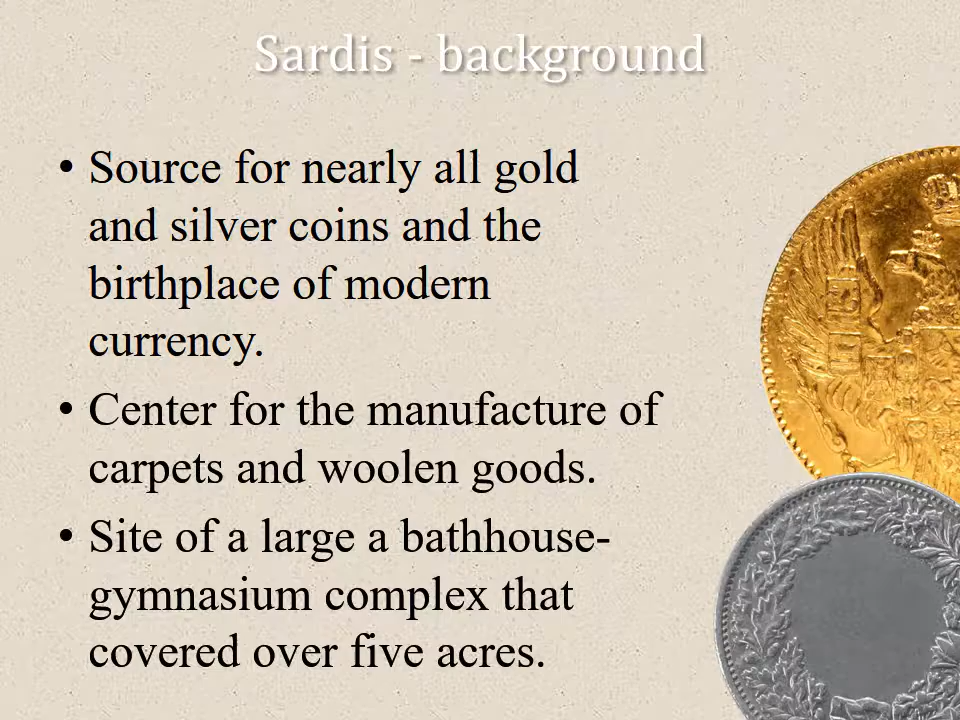 Sardis - background
• Source for nearly all gold
and silver coins and the
birthplace of modern
currency.
• Center for the manufacture of
carpets and woolen goods.
• Site of a large a bathhouse-
gymnasium complex that
covered over five acres.